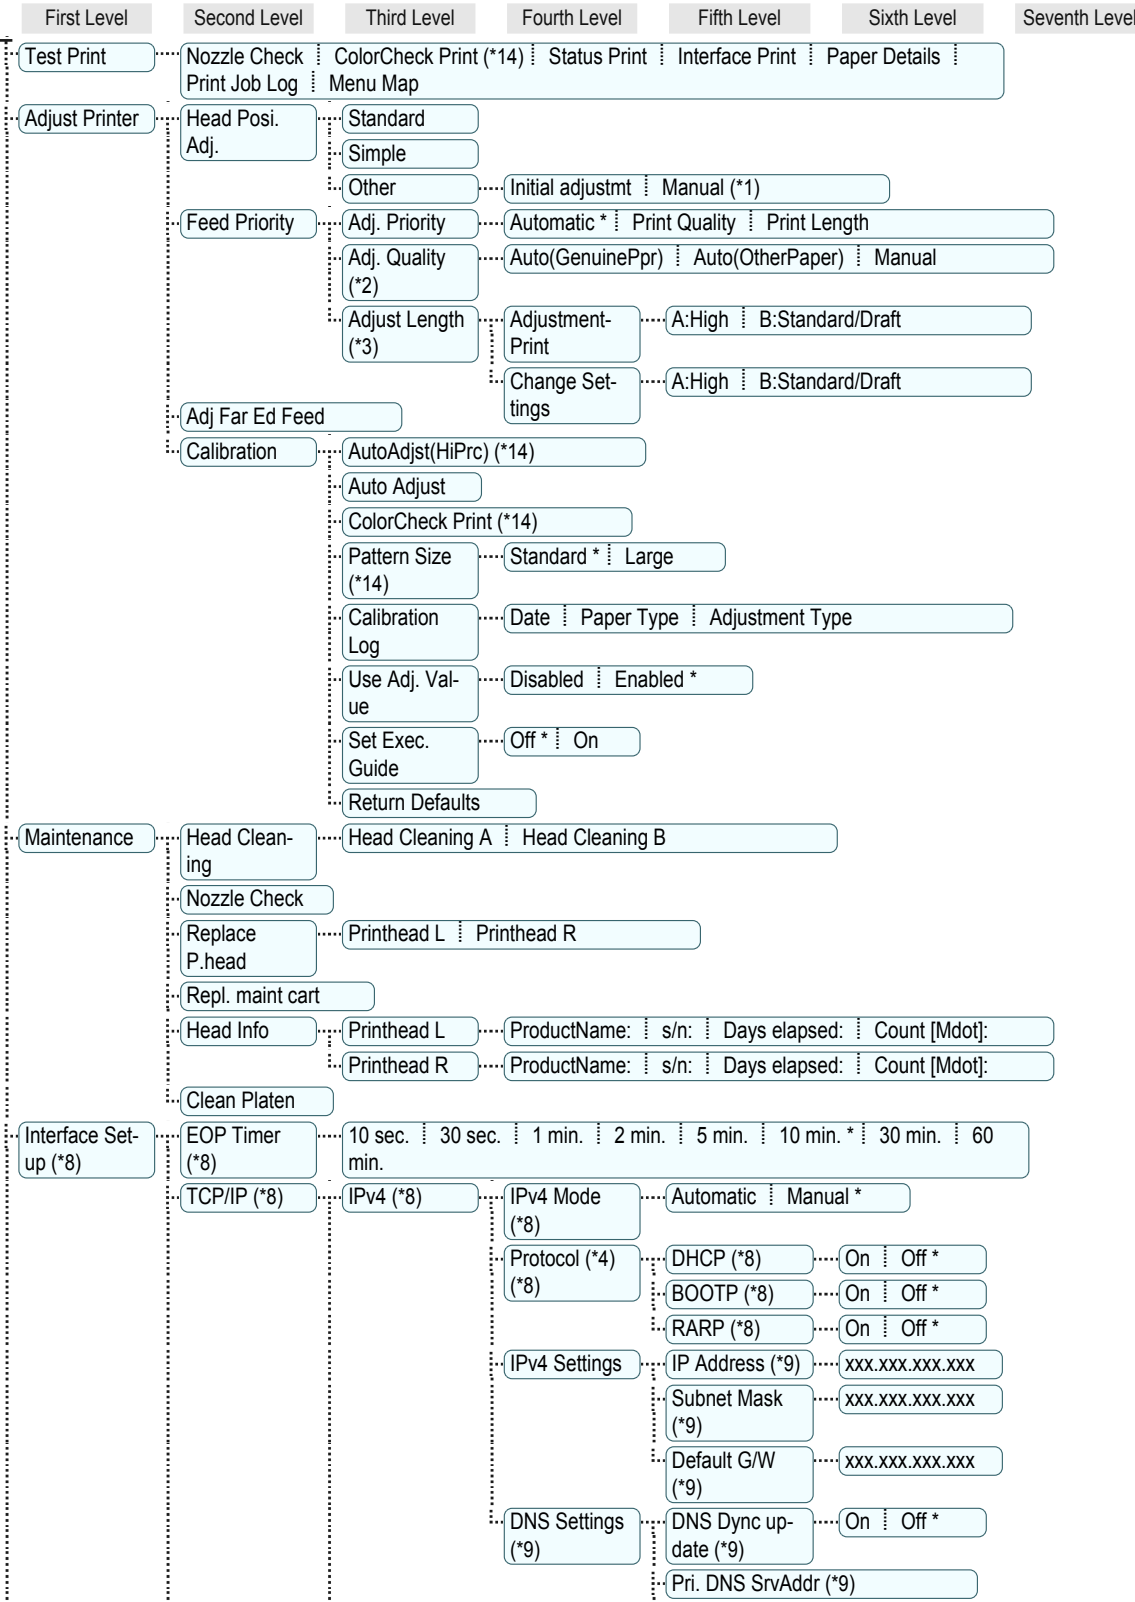 First Level Second Level Third Level Fourth Level Fifth Level Sixth Level Seventh Level
Test Print Nozzle Check ColorCheck Print (*14) Status Print Interface Print Paper Details
Print Job Log Menu Map
Adjust Printer Head Posi. Standard
Adj.
Simple
Other Initial adjustmt Manual (*1)
Feed Priority Adj. Priority Automatic * Print Quality Print Length
Adj. Quality Auto(GenuinePpr) Auto(OtherPaper) Manual
(*2)
Adjust Length Adjustment- A:High B:Standard/Draft
(*3) Print
Change Set- A:High B:Standard/Draft
tings
Adj Far Ed Feed
Calibration AutoAdjst(HiPrc) (*14)
Auto Adjust
ColorCheck Print (*14)
Pattern Size Standard * Large
(*14)
Calibration Date Paper Type Adjustment Type
Log
Use Adj. Val- Disabled Enabled *
ue
Set Exec. Off * On
Guide
Return Defaults
Maintenance Head Clean- Head Cleaning A Head Cleaning B
ing
Nozzle Check
Replace Printhead L Printhead R
P.head
Repl. maint cart
Head Info Printhead L ProductName: s/n: Days elapsed: Count [Mdot]:
Printhead R ProductName: s/n: Days elapsed: Count [Mdot]:
Clean Platen
Interface Set- EOP Timer 10 sec. 30 sec. 1 min. 2 min. 5 min. 10 min. * 30 min. 60
up (*8) (*8) min.
TCP/IP (*8) IPv4 (*8) IPv4 Mode Automatic Manual *
(*8)
Protocol (*4) DHCP (*8) On Off *
(*8)
BOOTP (*8) On Off *
RARP (*8) On Off *
IPv4 Settings IP Address (*9) xxx.xxx.xxx.xxx
Subnet Mask xxx.xxx.xxx.xxx
(*9)
Default G/W xxx.xxx.xxx.xxx
(*9)
DNS Settings DNS Dync up- On Off *
(*9) date (*9)
Pri. DNS SrvAddr (*9)